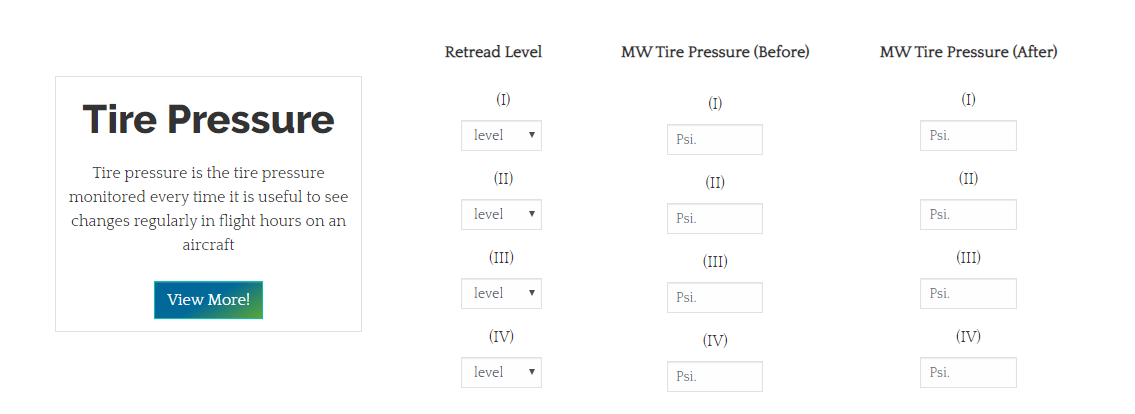 Tire Pressure
Tire pressure is the tire pressure
monitored every time it is useful to see
changes regularly in flight hours on an
aircraft
View More!
Retread Level
(I)
level
(II)
level
(III)
level
(IV)
level
MW Tire Pressure (Before)
(I)
Psi.
(II)
Psi.
(III)
Psi.
(IV)
Psi.
MW Tire Pressure (After)
(I)
Psi.
(II)
Psi.
(III)
Psi.
(IV)
Psi.